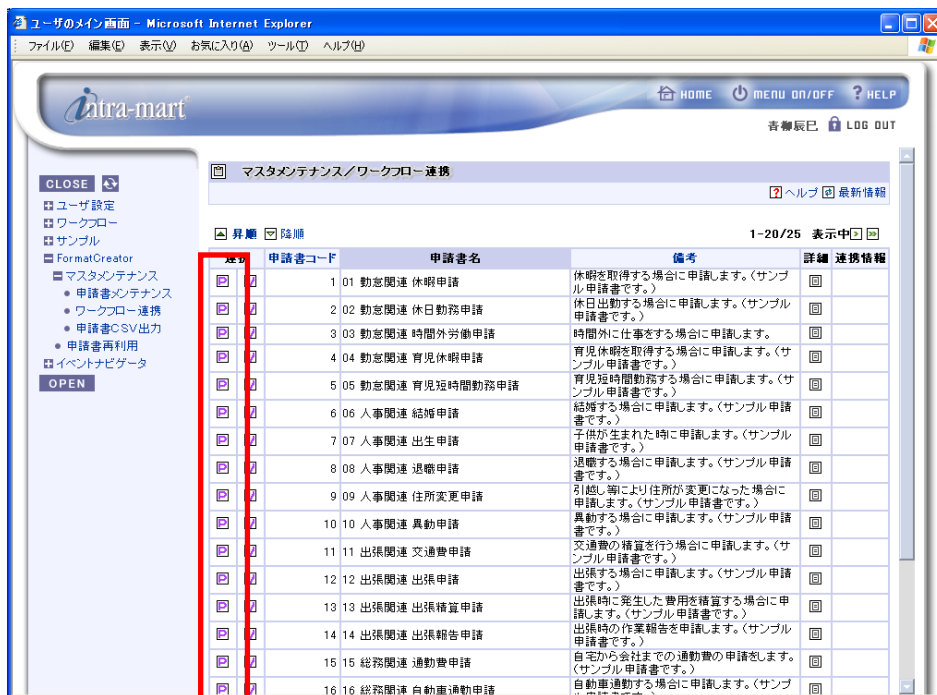 ユーザのメイン画面 - Microsoft Internet Explorer
ファイル(F) 編集(E) 表示(V) お気に入り(A) ツール(T) ヘルプ(H)
intra-mart
HOME MENU ON/OFF ? HELP
青柳辰巳 LOG OUT
CLOSE
ユーザ設定
ワークフロー
サンプル
FormatCreator
マスタメンテナンス
申請書メンテナンス
ワークフロー連携
申請書CSV出力
申請書再利用
イベントナビゲータ
OPEN
マスタメンテナンス/ワークフロー連携
? ヘルプ 最新情報
昇順 降順 1-20/25 表示中
連携 申請書コード 申請書名 備考 詳細 連携情報
P 1 01 勤怠関連 休暇申請 休暇を取得する場合に申請します。(サンプ
ル申請書です。)
P 2 02 勤怠関連 休日勤務申請 休日出勤する場合に申請します。(サンプル
申請書です。)
P 3 03 勤怠関連 時間外労働申請 時間外に仕事をする場合に申請します。
P 4 04 勤怠関連 育児休暇申請 育児休暇を取得する場合に申請します。(サ
ンプル申請書です。)
P 5 05 勤怠関連 育児短時間勤務申請 育児短時間勤務する場合に申請します。(サ
ンプル申請書です。)
P 6 06 人事関連 結婚申請 結婚する場合に申請します。(サンプル申請
書です。)
P 7 07 人事関連 出生申請 子供が生まれた時に申請します。(サンプル
申請書です。)
P 8 08 人事関連 退職申請 退職する場合に申請します。(サンプル申請
書です。)
P 9 09 人事関連 住所変更申請 引越し等により住所が変更になった場合に
申請します。(サンプル申請書です。)
P 10 10 人事関連 異動申請 異動する場合に申請します。(サンプル申請
書です。)
P 11 11 出張関連 交通費申請 交通費の積算を行う場合に申請します。(サ
ンプル申請書です。)
P 12 12 出張関連 出張申請 出張する場合に申請します。(サンプル申請
書です。)
P 13 13 出張関連 出張積算申請 出張時に発生した費用を積算する場合に申
請します。(サンプル申請書です。)
P 14 14 出張関連 出張報告申請 出張時の作業報告を申請します。(サンプル
申請書です。)
P 15 15 総務関連 通勤費申請 自宅から会社までの通勤費の申請をします。
(サンプル申請書です。)
P 16 16 総務関連 自動車通勤申請 自動車通勤する場合に申請します。(サンプ